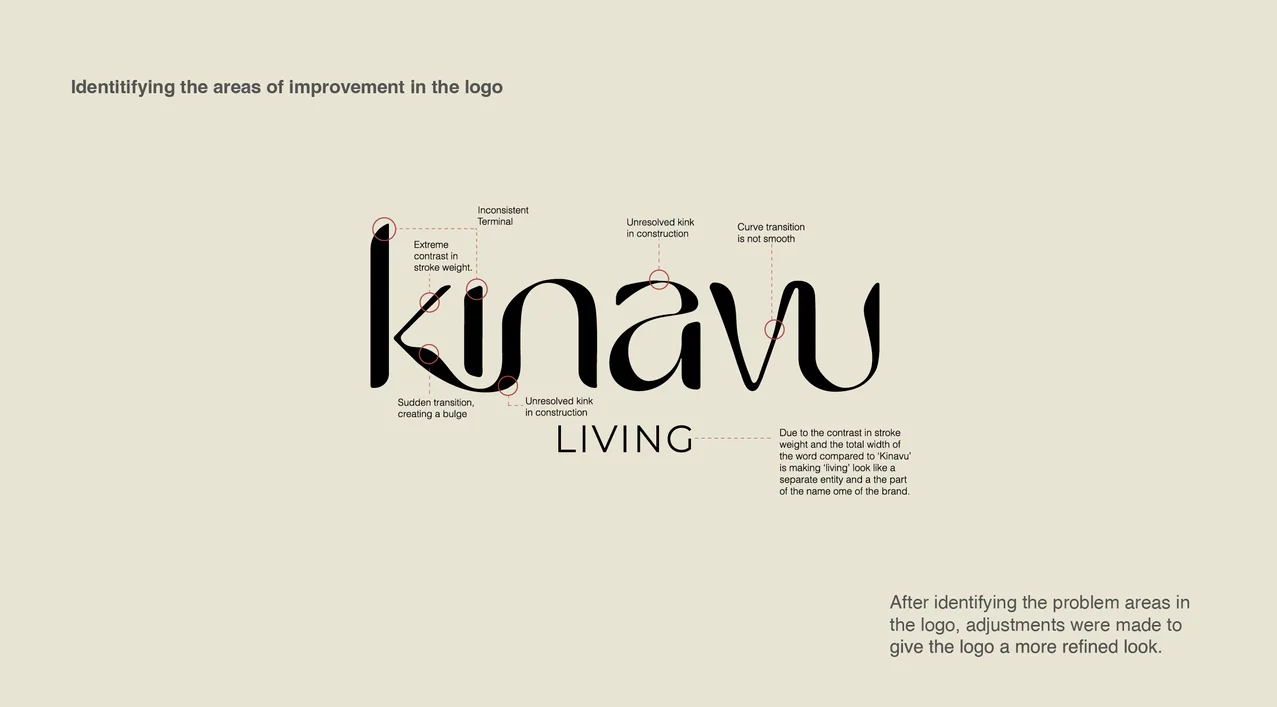 Identitifying the areas of improvement in the logo
Inconsistent
Terminal
Extreme
contrast in
stroke weight.
Unresolved kink
in construction
Curve transition
is not smooth
kinavu
Sudden transition,
creating a bulge
Unresolved kink
in construction
LIVING
Due to the contrast in stroke
weight and the total width of
the word compared to ‘Kinavu’
is making ‘living’ look like a
separate entity and a the part
of the name ome of the brand.
After identifying the problem areas in
the logo, adjustments were made to
give the logo a more refined look.